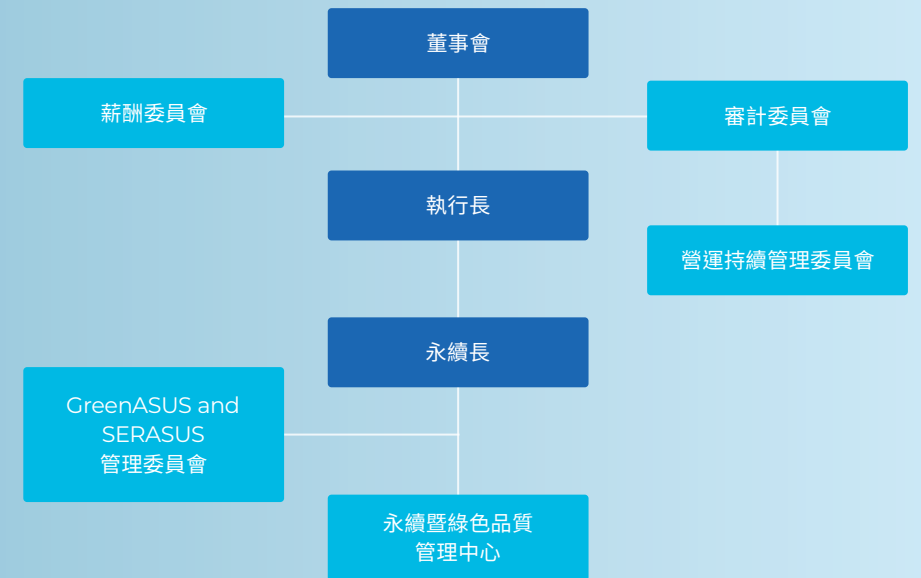 董事會
薪酬委員會
審計委員會
執行長
營運持續管理委員會
永續長
GreenASUS and
SERASUS
管理委員會
永續暨綠色品質
管理中心